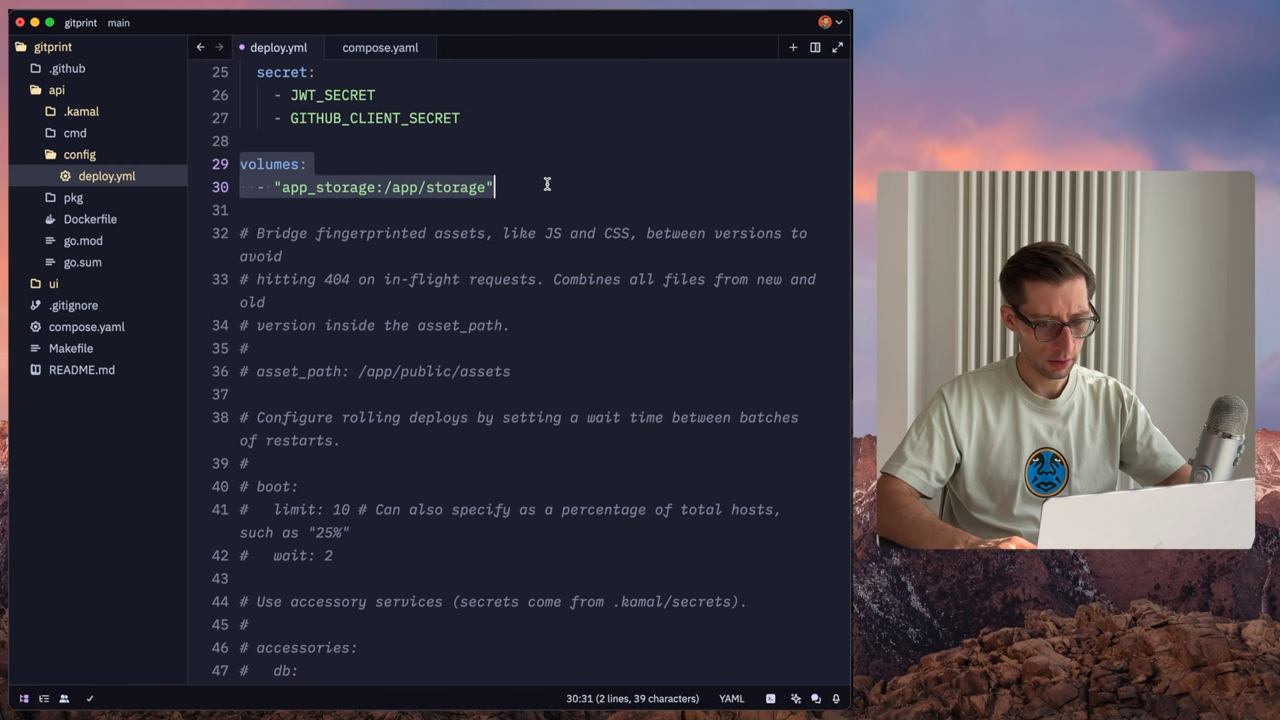 gitprint main
gitprint
.github
api
.kamal
cmd
config
deploy.yml
pkg
Dockerfile
go.mod
go.sum
ui
.gitignore
compose.yaml
Makefile
README.md
deploy.yml compose.yaml
25 secret:
26 - JWT_SECRET
27 - GITHUB_CLIENT_SECRET
28
29 volumes:
30 - "app_storage:/app/storage"
31
32 # Bridge fingerprinted assets, like JS and CSS, between versions to
avoid
33 # hitting 404 on in-flight requests. Combines all files from new and
old
34 # version inside the asset_path.
35 #
36 # asset_path: /app/public/assets
37
38 # Configure rolling deploys by setting a wait time between batches
of restarts.
39 #
40 # boot:
41 # limit: 10 # Can also specify as a percentage of total hosts,
such as "25%"
42 # wait: 2
43
44 # Use accessory services (secrets come from .kamal/secrets).
45 #
46 # accessories:
47 # db:
30:31 (2 lines, 39 characters) YAML